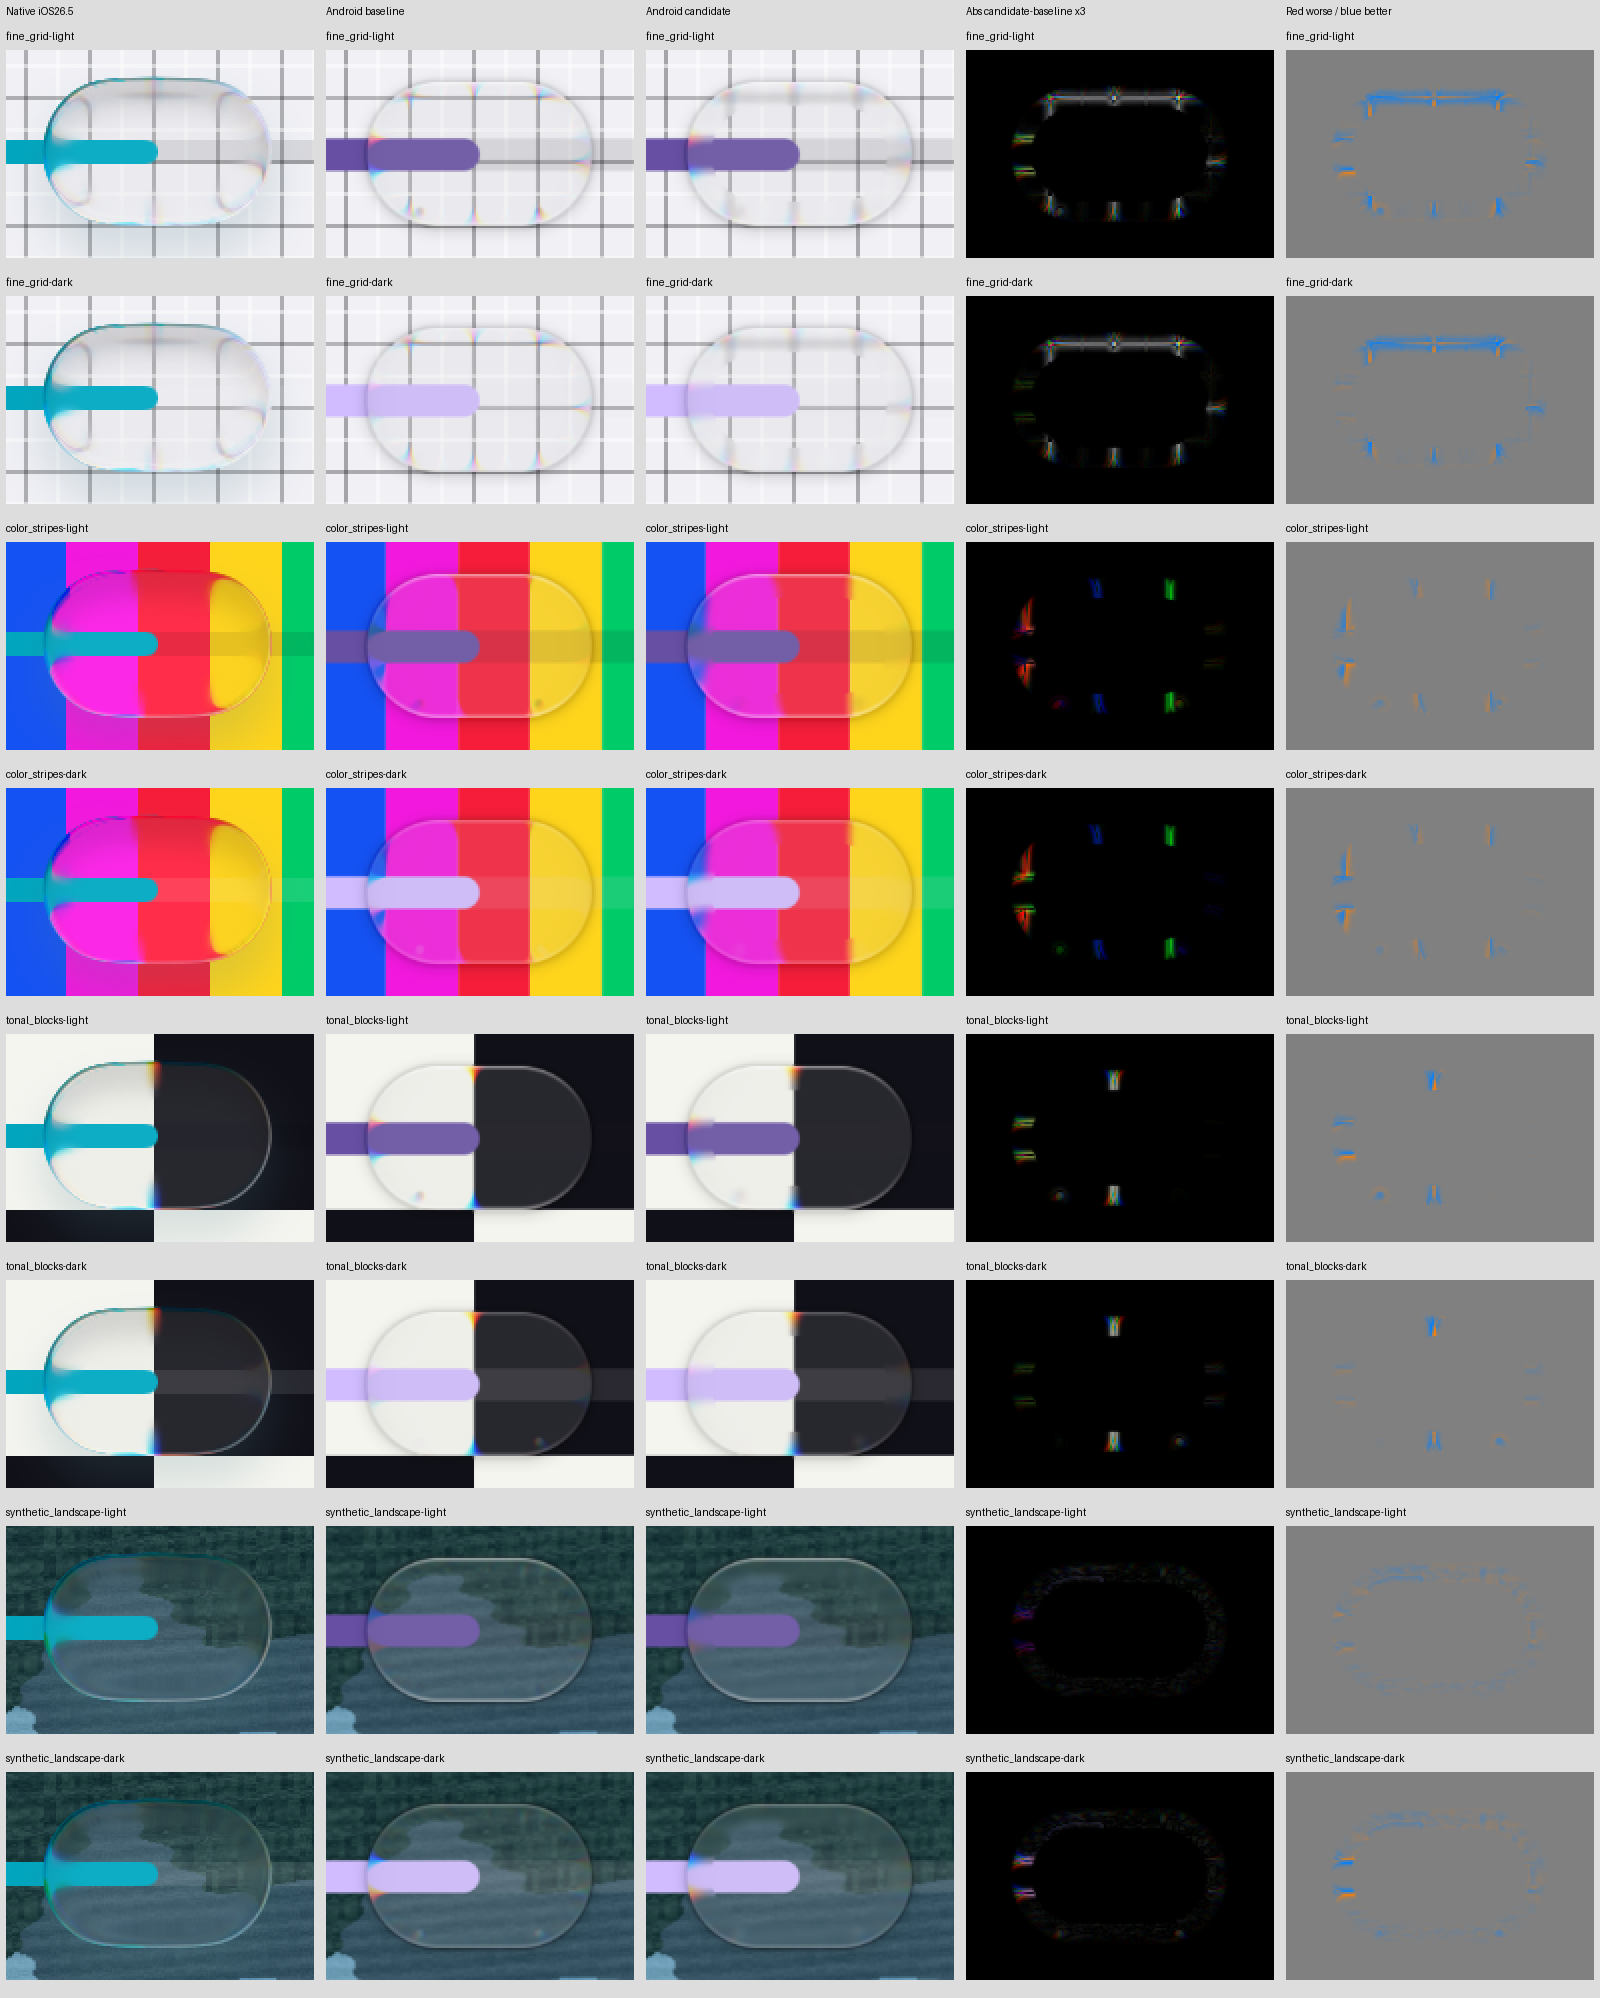 Native iOS26.5 Android baseline Android candidate Abs candidate-baseline x3 Red worse / blue better
fine_grid-light fine_grid-light fine_grid-light fine_grid-light fine_grid-light
fine_grid-dark fine_grid-dark fine_grid-dark fine_grid-dark fine_grid-dark
color_stripes-light color_stripes-light color_stripes-light color_stripes-light color_stripes-light
color_stripes-dark color_stripes-dark color_stripes-dark color_stripes-dark color_stripes-dark
tonal_blocks-light tonal_blocks-light tonal_blocks-light tonal_blocks-light tonal_blocks-light
tonal_blocks-dark tonal_blocks-dark tonal_blocks-dark tonal_blocks-dark tonal_blocks-dark
synthetic_landscape-light synthetic_landscape-light synthetic_landscape-light synthetic_landscape-light synthetic_landscape-light
synthetic_landscape-dark synthetic_landscape-dark synthetic_landscape-dark synthetic_landscape-dark synthetic_landscape-dark